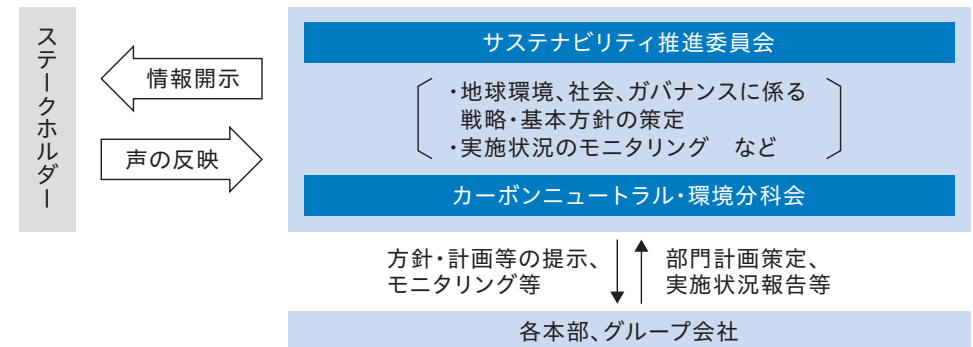 ステークホルダー
情報開示
声の反映
サステナビリティ推進委員会
・地球環境、社会、ガバナンスに係る
戦略・基本方針の策定
・実施状況のモニタリング　など
カーボンニュートラル・環境分科会
方針・計画等の提示、
モニタリング等
部門計画策定、
実施状況報告等
各本部、グループ会社